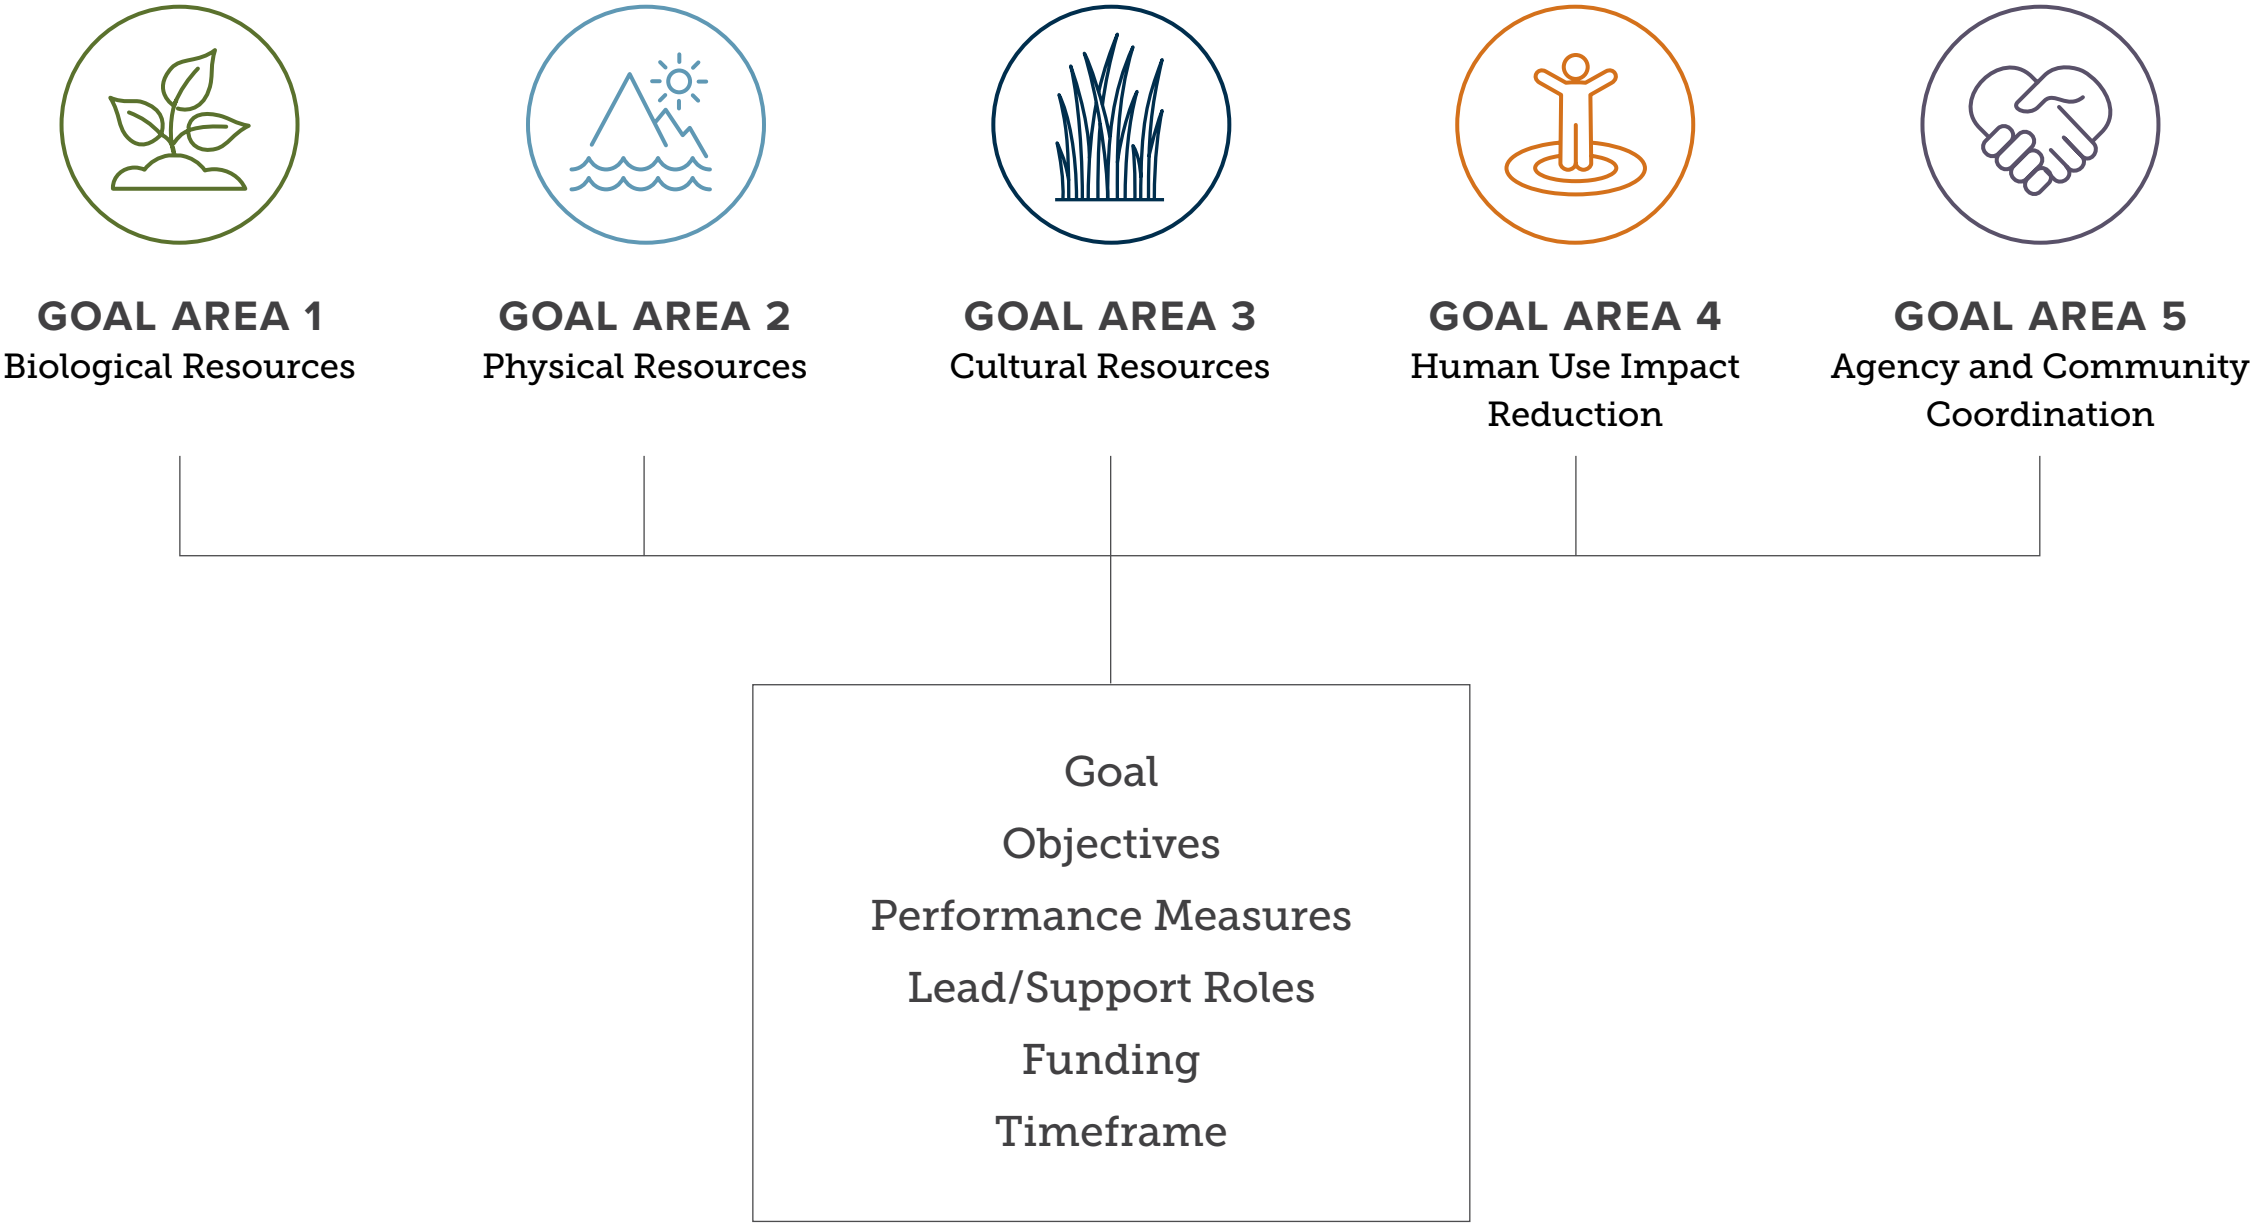 GOAL AREA 1
Biological Resources
GOAL AREA 2
Physical Resources
GOAL AREA 3
Cultural Resources
GOAL AREA 4
Human Use Impact
Reduction
GOAL AREA 5
Agency and Community
Coordination
Goal
Objectives
Performance Measures
Lead/Support Roles
Funding
Timeframe